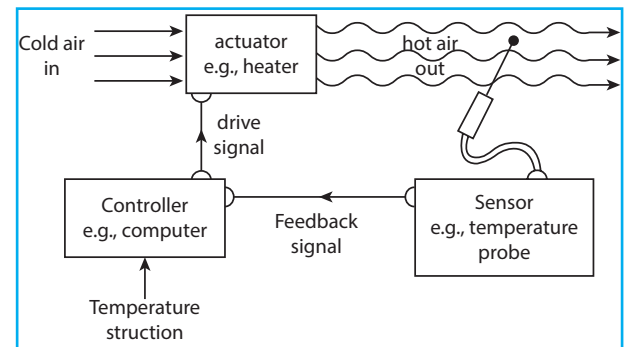 Cold air
in
actuator
e.g., heater
hot air
out
drive
signal
Controller
e.g., computer
Feedback
signal
Sensor
e.g., temperature
probe
Temperature
struction